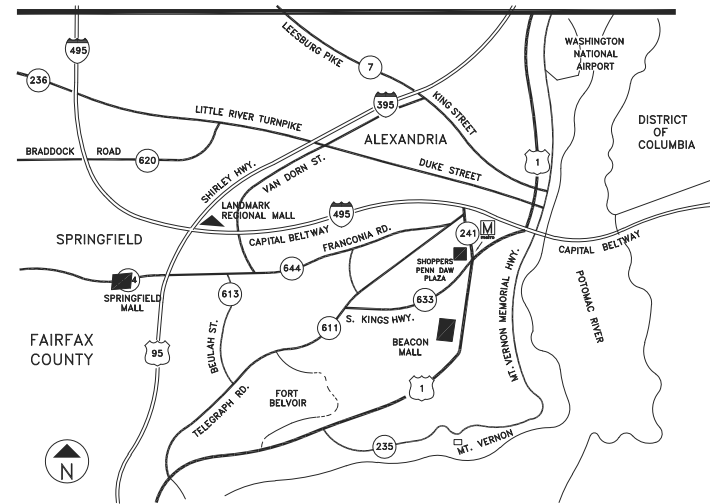 WASHINGTON
NATIONAL
AIRPORT
LEESBURG PIKE
7
495
236
395
KING STREET
LITTLE RIVER TURNPIKE
ALEXANDRIA
DISTRICT
OF
COLUMBIA
BRADDOCK ROAD
620
1
SHIRLEY HWY.
VAN DORN ST.
DUKE STREET
LANDMARK
REGIONAL MALL
495
SPRINGFIELD
CAPITAL BELTWAY
FRANCONIA RD.
241
M
metro
CAPITAL BELTWAY
SHOPPERS
PENN DAW
PLAZA
644
4
SPRINGFIELD
MALL
613
633
S. KINGS HWY.
611
MT. VERNON MEMORIAL HWY.
POTOMAC RIVER
FAIRFAX
COUNTY
95
BEULAH ST.
BEACON
MALL
1
FORT
BELVOIR
TELEGRAPH RD.
235
MT. VERNON
N